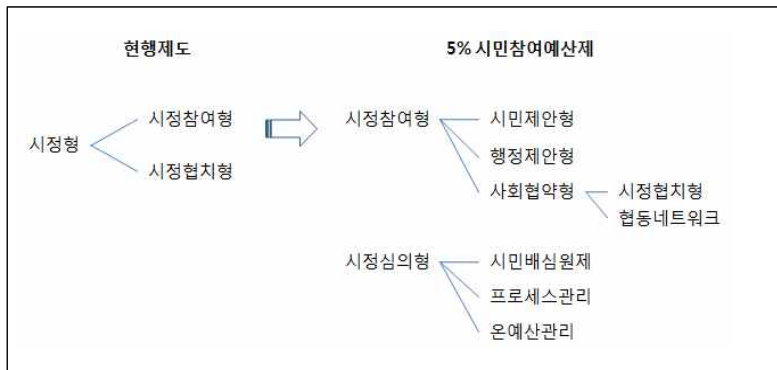 현행제도 5% 시민참여예산제
시정참여형 시정참여형 시민제안형
시정형
행정제안형
시정협치형
사회협약형 시정협치형
협동네트워크
시정심의형 시민배심원제
프로세스관리
온예산관리